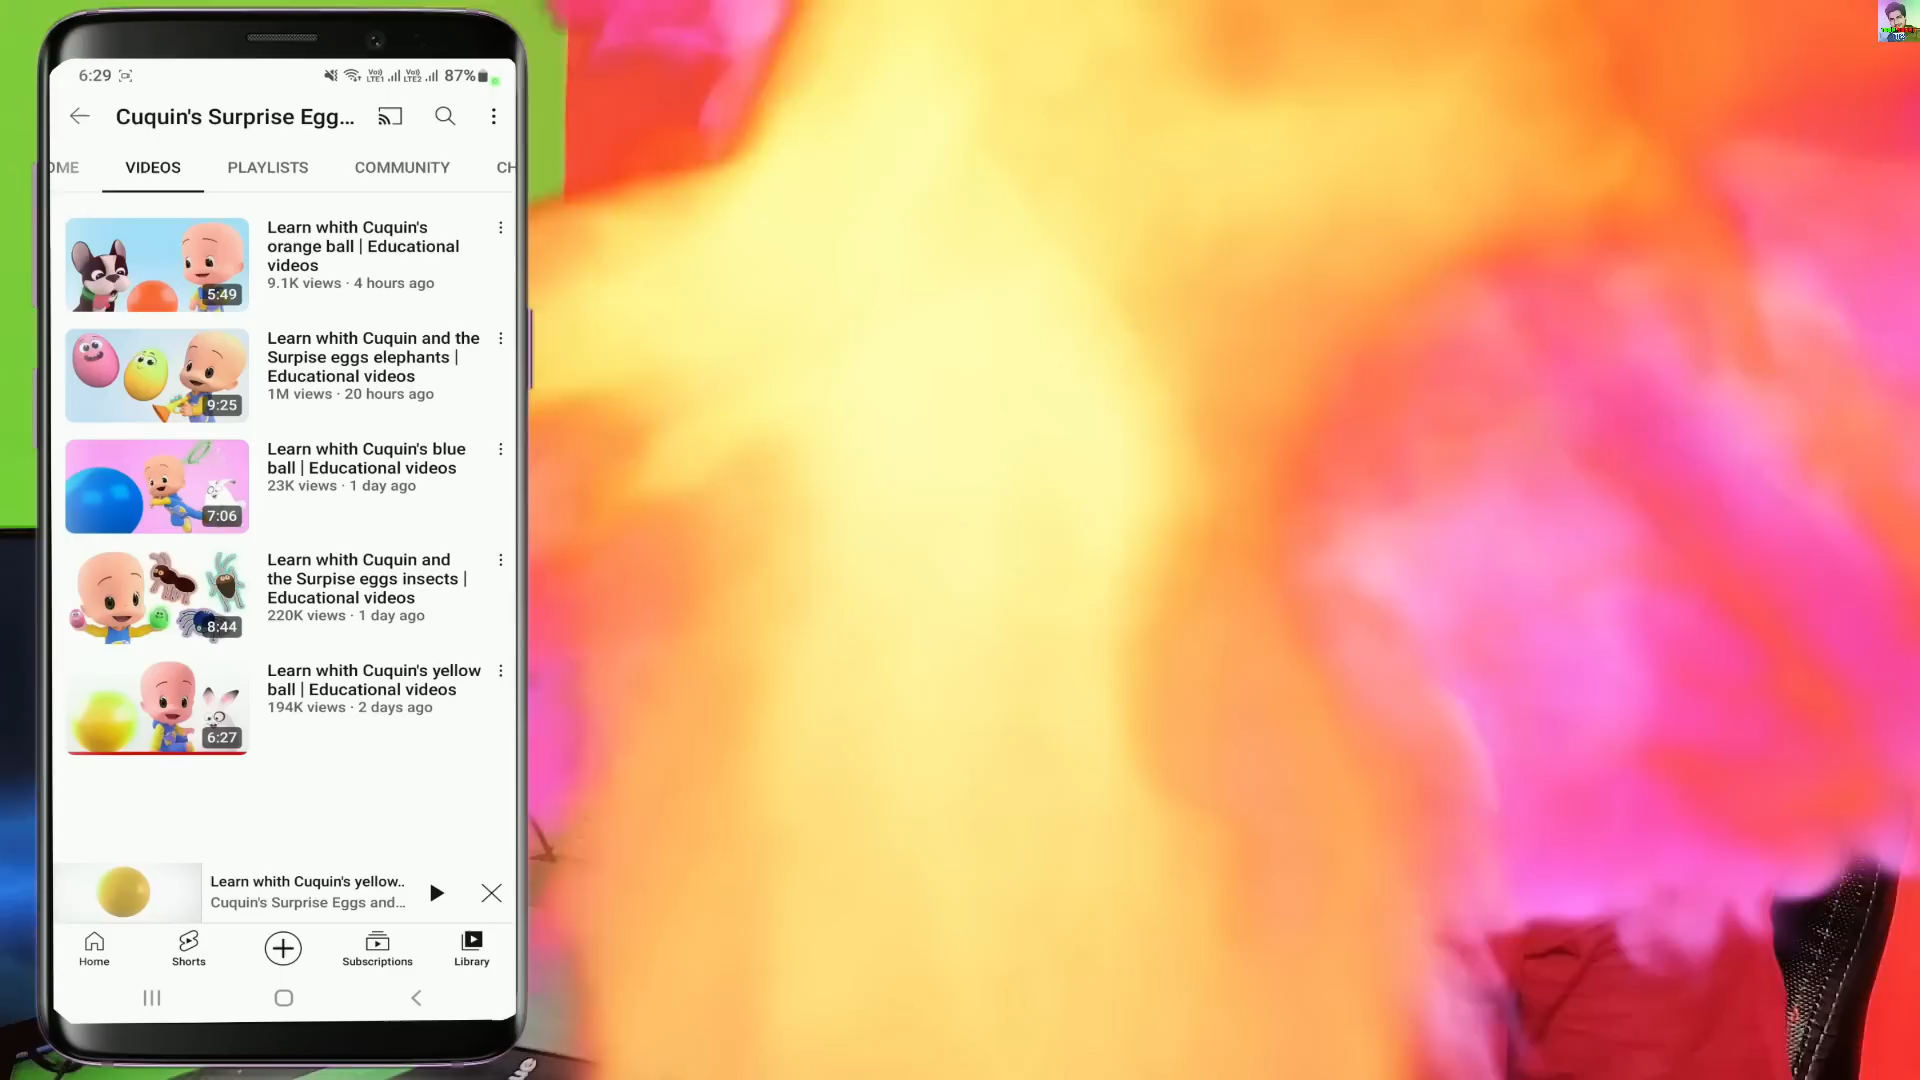 6:29
VoD LTE1 VoD LTE2 87%
Cuquin's Surprise Egg...
OME VIDEOS PLAYLISTS COMMUNITY CH
Learn whith Cuquin's
orange ball | Educational
videos
9.1K views · 4 hours ago
5:49
Learn whith Cuquin and the
Surpise eggs elephants |
Educational videos
1M views · 20 hours ago
9:25
Learn whith Cuquin's blue
ball | Educational videos
23K views · 1 day ago
7:06
Learn whith Cuquin and
the Surpise eggs insects |
Educational videos
220K views · 1 day ago
8:44
Learn whith Cuquin's yellow
ball | Educational videos
194K views · 2 days ago
6:27
Learn whith Cuquin's yellow..
Cuquin's Surprise Eggs and...
Home Shorts Subscriptions Library